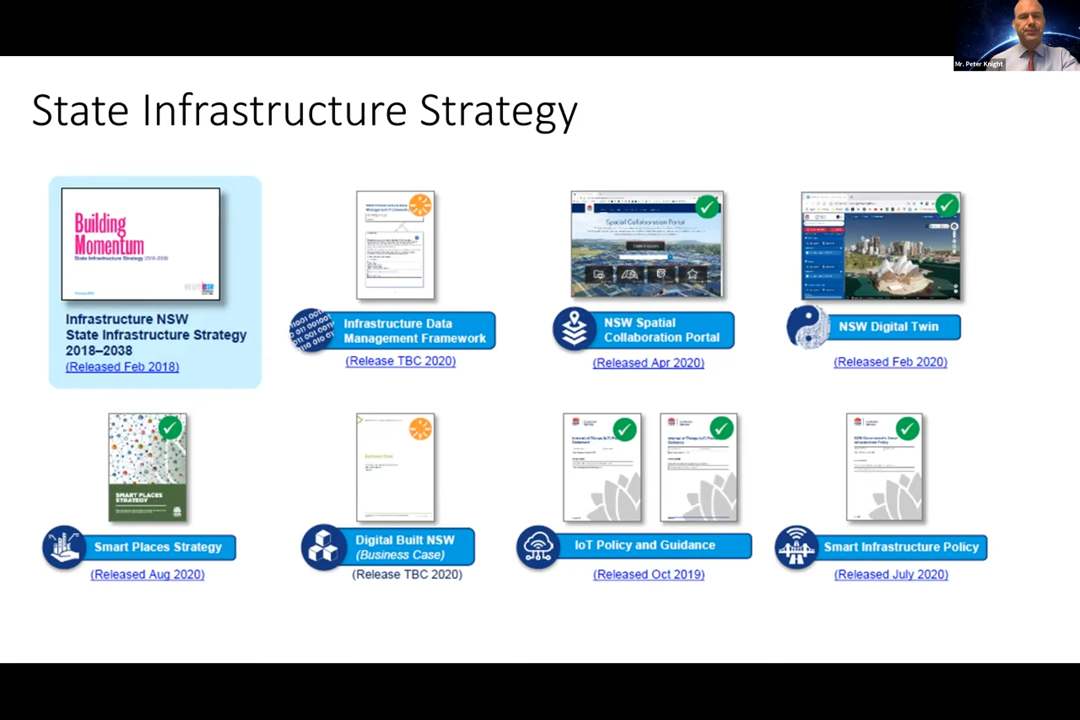 Mr. Peter Knight
State Infrastructure Strategy
Building
Momentum
State Infrastructure Strategy 2018-2038
Infrastructure NSW
State Infrastructure Strategy
2018–2038
(Released Feb 2018)
Infrastructure Data
Management Framework
(Release TBC 2020)
Spatial Collaboration Portal
NSW Spatial
Collaboration Portal
(Released Apr 2020)
NSW Digital Twin
(Released Feb 2020)
SMART PLACES
STRATEGY
Smart Places Strategy
(Released Aug 2020)
Business Case
Digital Built NSW
(Business Case)
(Release TBC 2020)
IoT Policy and Guidance
(Released Oct 2019)
Smart Infrastructure Policy
(Released July 2020)